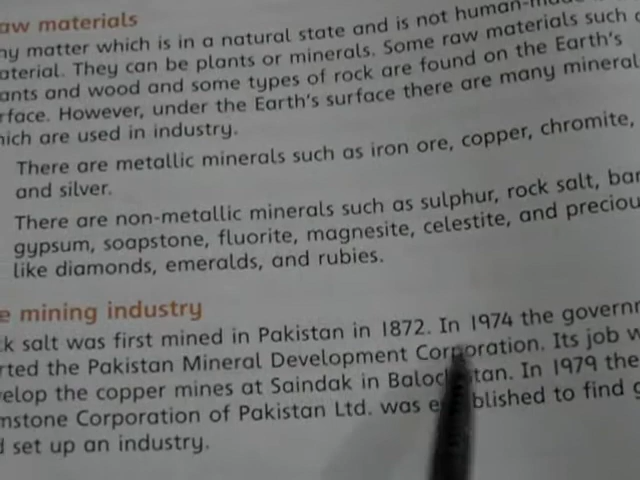 aw materials
ny matter which is in a natural state and is not human-
aterial. They can be plants or minerals. Some raw materials such
ants and wood and some types of rock are found on the Earth's
rface. However, under the Earth's surface there are many mineral
hich are used in industry.
There are metallic minerals such as iron ore, copper, chromite,
and silver.
There are non-metallic minerals such as sulphur, rock salt, bar
gypsum, soapstone, fluorite, magnesite, celestite, and preciou
like diamonds, emeralds, and rubies.
e mining industry
ck salt was first mined in Pakistan in 1872. In 1974 the governm
rted the Pakistan Mineral Development Corporation. Its job w
velop the copper mines at Saindak in Baloc tan. In 1979 the
mstone Corporation of Pakistan Ltd. was e blished to find g
d set up an industry.